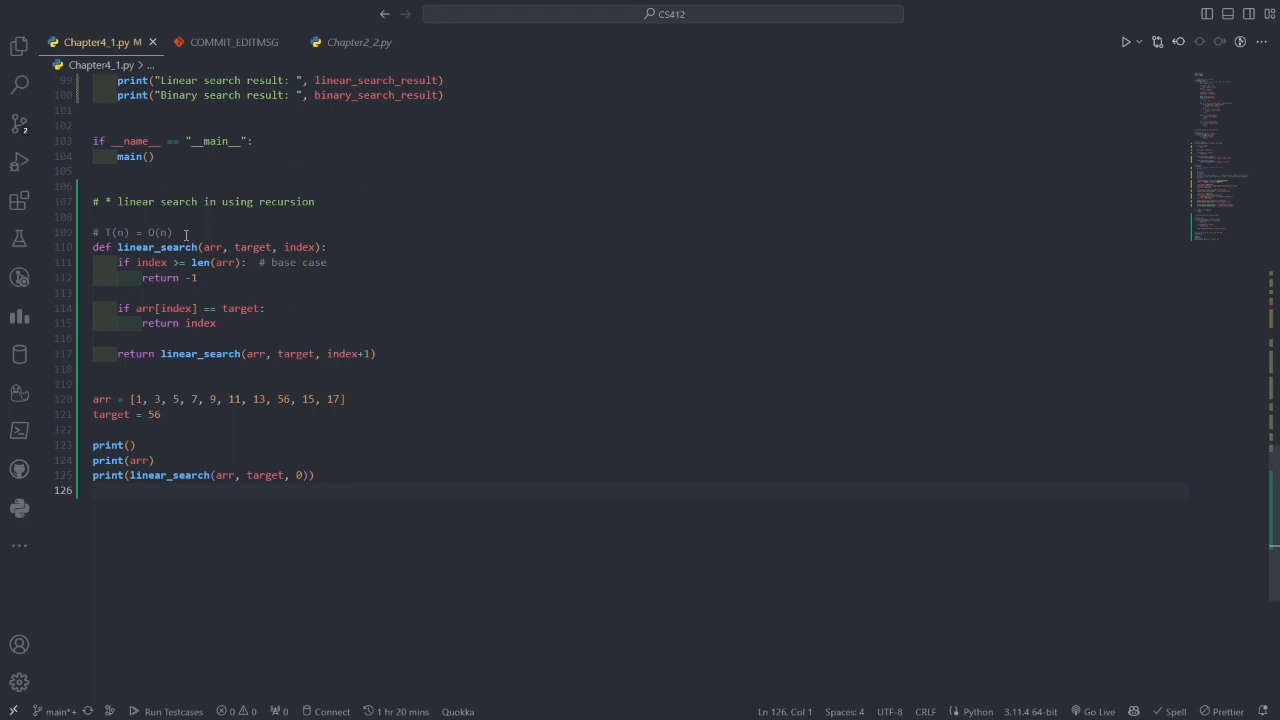 CS412
Chapter4_1.py M
COMMIT_EDITMSG
Chapter2_2.py
Chapter4_1.py > ...
99 print("Linear search result: ", linear_search_result)
100 print("Binary search result: ", binary_search_result)
101
102
103 if __name__ == "__main__":
104 main()
105
106
107 # * linear search in using recursion
108
109 # T(n) = O(n)
110 def linear_search(arr, target, index):
111 if index >= len(arr): # base case
112 return -1
113
114 if arr[index] == target:
115 return index
116
117 return linear_search(arr, target, index+1)
118
119
120 arr = [1, 3, 5, 7, 9, 11, 13, 56, 15, 17]
121 target = 56
122
123 print()
124 print(arr)
125 print(linear_search(arr, target, 0))
126
2
main*+ Run Testcases 0 0 0 Connect 1 hr 20 mins Quokka Ln 126, Col 1 Spaces: 4 UTF-8 CRLF Python 3.11.4 64-bit Go Live Spell Prettier